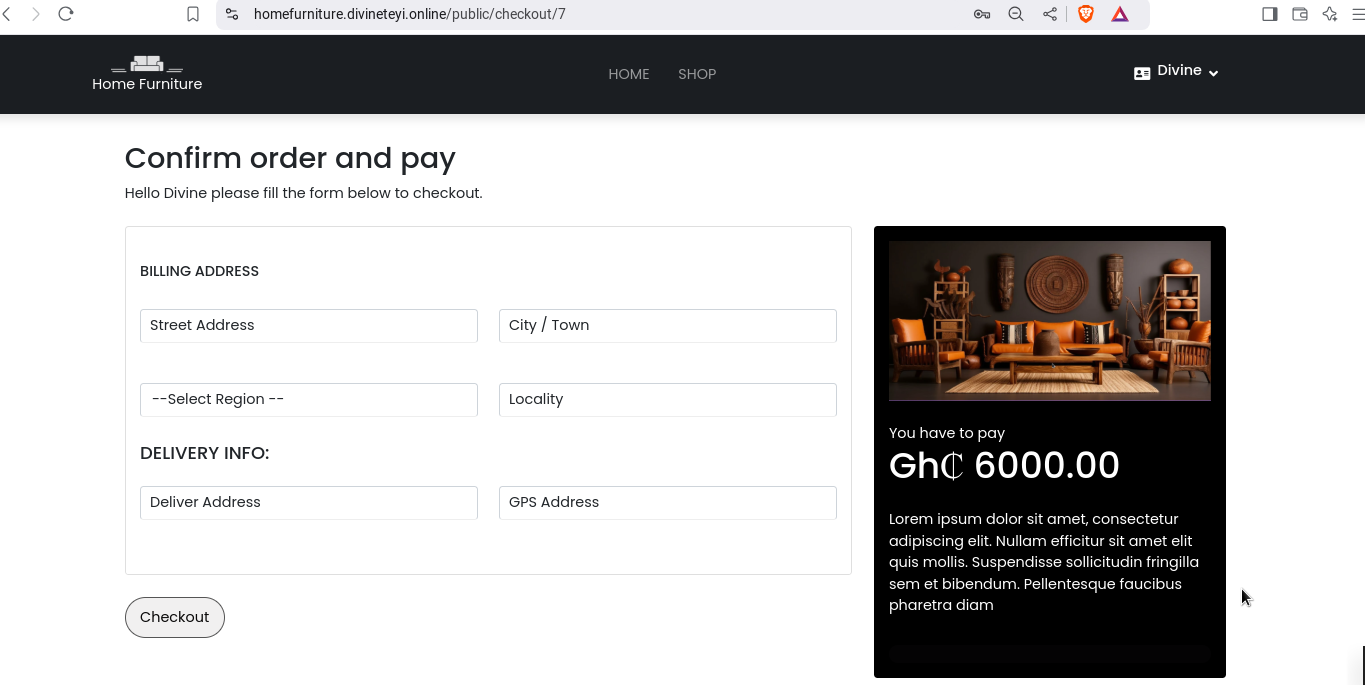 homefurniture.divineteyi.online/public/checkout/7
Home Furniture
HOME
SHOP
Divine
Confirm order and pay
Hello Divine please fill the form below to checkout.
BILLING ADDRESS
Street Address
City / Town
--Select Region --
Locality
DELIVERY INFO:
Deliver Address
GPS Address
Checkout
You have to pay
Gh₵ 6000.00
Lorem ipsum dolor sit amet, consectetur
adipiscing elit. Nullam efficitur sit amet elit
quis mollis. Suspendisse sollicitudin fringilla
sem et bibendum. Pellentesque faucibus
pharetra diam